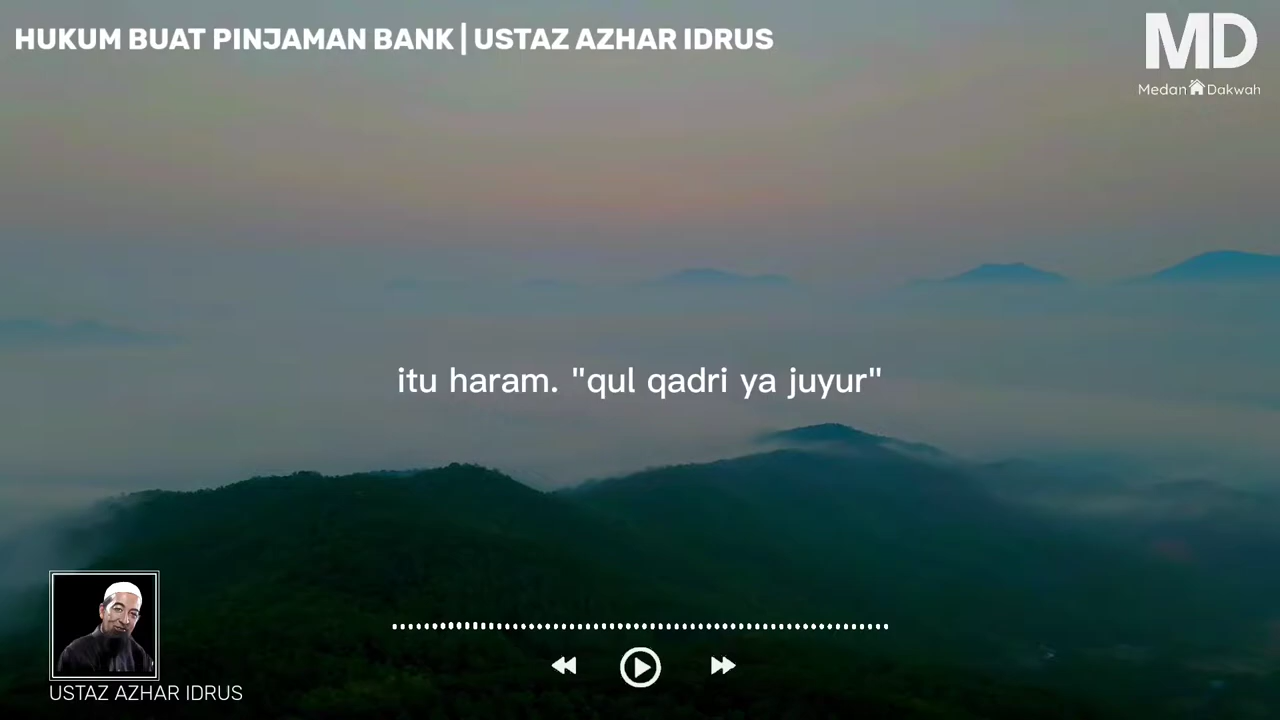 HUKUM BUAT PINJAMAN BANK | USTAZ AZHAR IDRUS
MD
Medan Dakwah
itu haram. "qul qadri ya juyur"
USTAZ AZHAR IDRUS